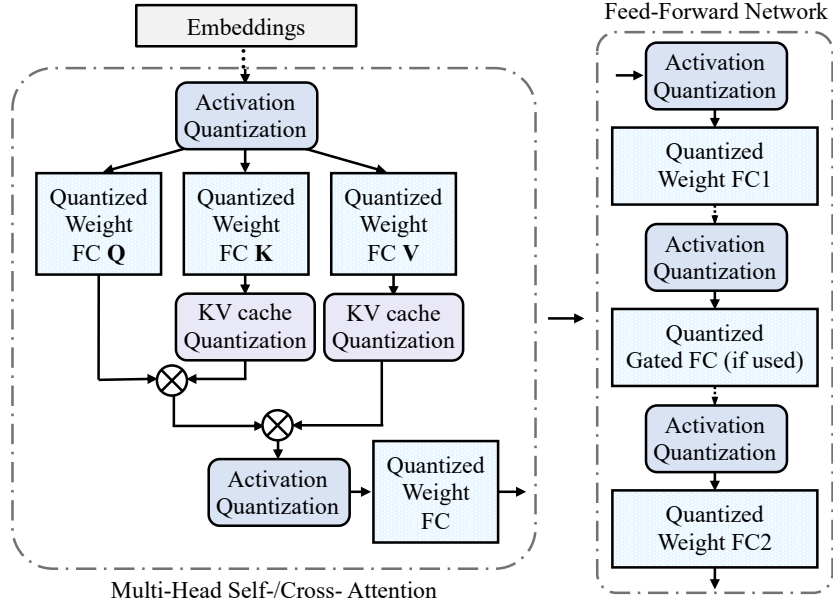 Embeddings
Activation
Quantization
Quantized
Weight
FC Q
Quantized
Weight
FC K
Quantized
Weight
FC V
KV cache
Quantization
KV cache
Quantization
Activation
Quantization
Quantized
Weight
FC
Multi-Head Self-/Cross- Attention
Feed-Forward Network
Activation
Quantization
Quantized
Weight FC1
Activation
Quantization
Quantized
Gated FC (if used)
Activation
Quantization
Quantized
Weight FC2